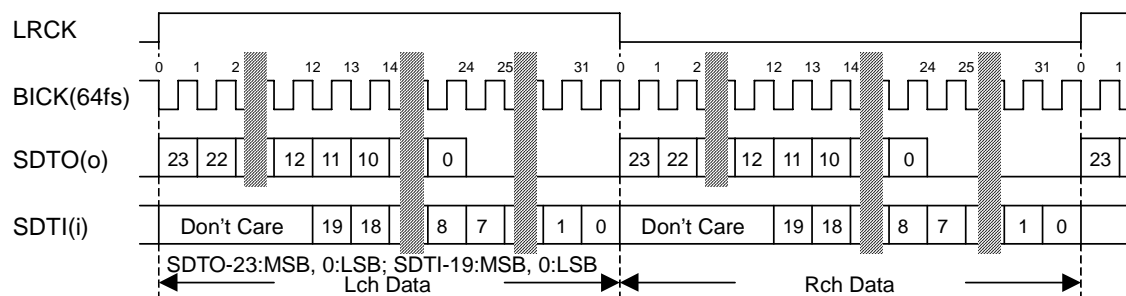 LRCK
0 1 2 12 13 14 24 25 31 0 1 2 12 13 14 24 25 31 0 1
BICK(64fs)
SDTO(o) 23 22 12 11 10 0 23 22 12 11 10 0 23
SDTI(i) Don't Care 19 18 8 7 1 0 Don't Care 19 18 8 7 1 0
SDTO-23:MSB, 0:LSB; SDTI-19:MSB, 0:LSB
Lch Data Rch Data